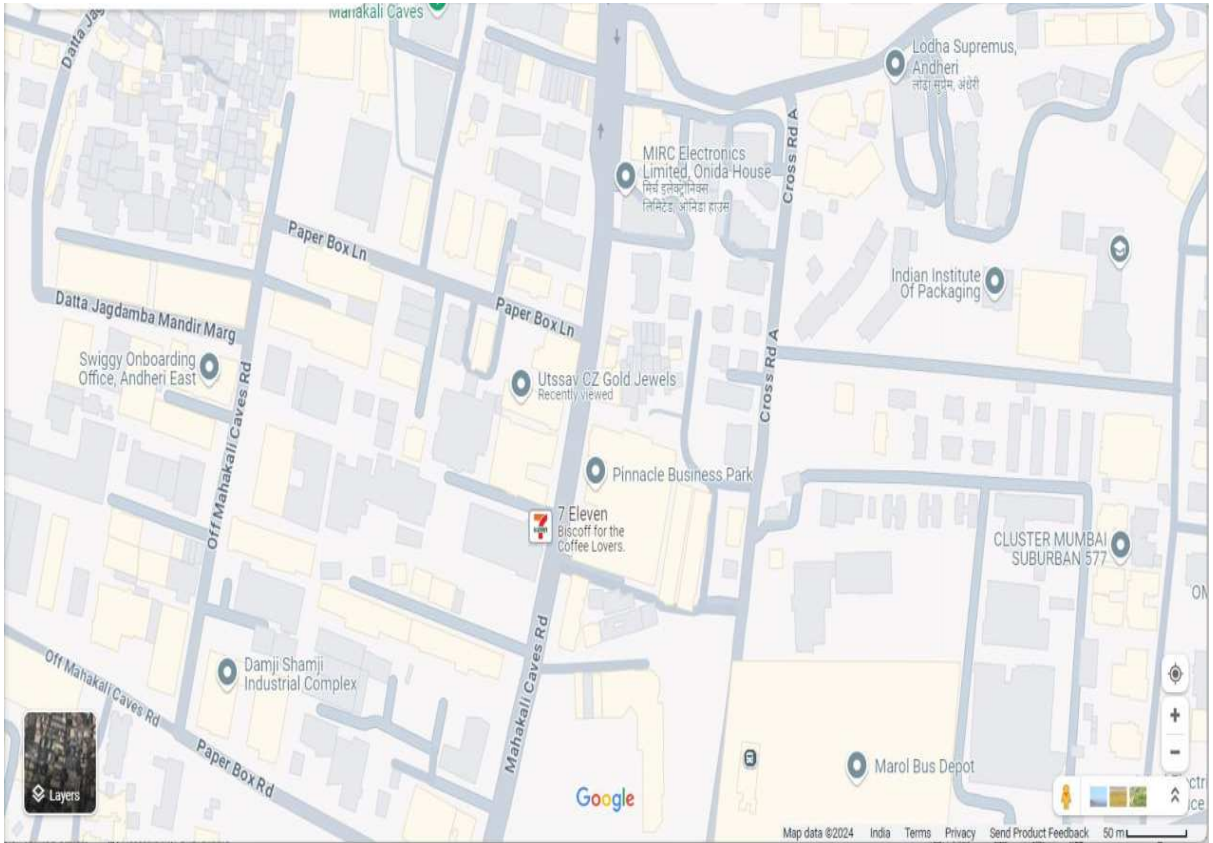 Mahakali Caves
Datta Jag
Lodha Supremus,
Andheri
लोढा सुप्रेम, अंधेरी
MIRC Electronics
Limited, Onida House
मिर्च इलेक्ट्रॉनिक्स
लिमिटेड, ओनिडा हाउस
Cross Rd A
Paper Box Ln
Indian Institute
Of Packaging
Paper Box Ln
Datta Jagdamba Mandir Marg
Swiggy Onboarding
Office, Andheri East
Utssav CZ Gold Jewels
Recently viewed
Cross Rd A
Off Mahakali Caves Rd
Pinnacle Business Park
7 Eleven
Biscoff for the
Coffee Lovers.
CLUSTER MUMBAI
SUBURBAN 577
Mahakali Caves Rd
Damji Shamji
Industrial Complex
Off Mahakali Caves Rd
Paper Box Rd
Marol Bus Depot
Layers
Google
Map data ©2024 India Terms Privacy Send Product Feedback 50 m